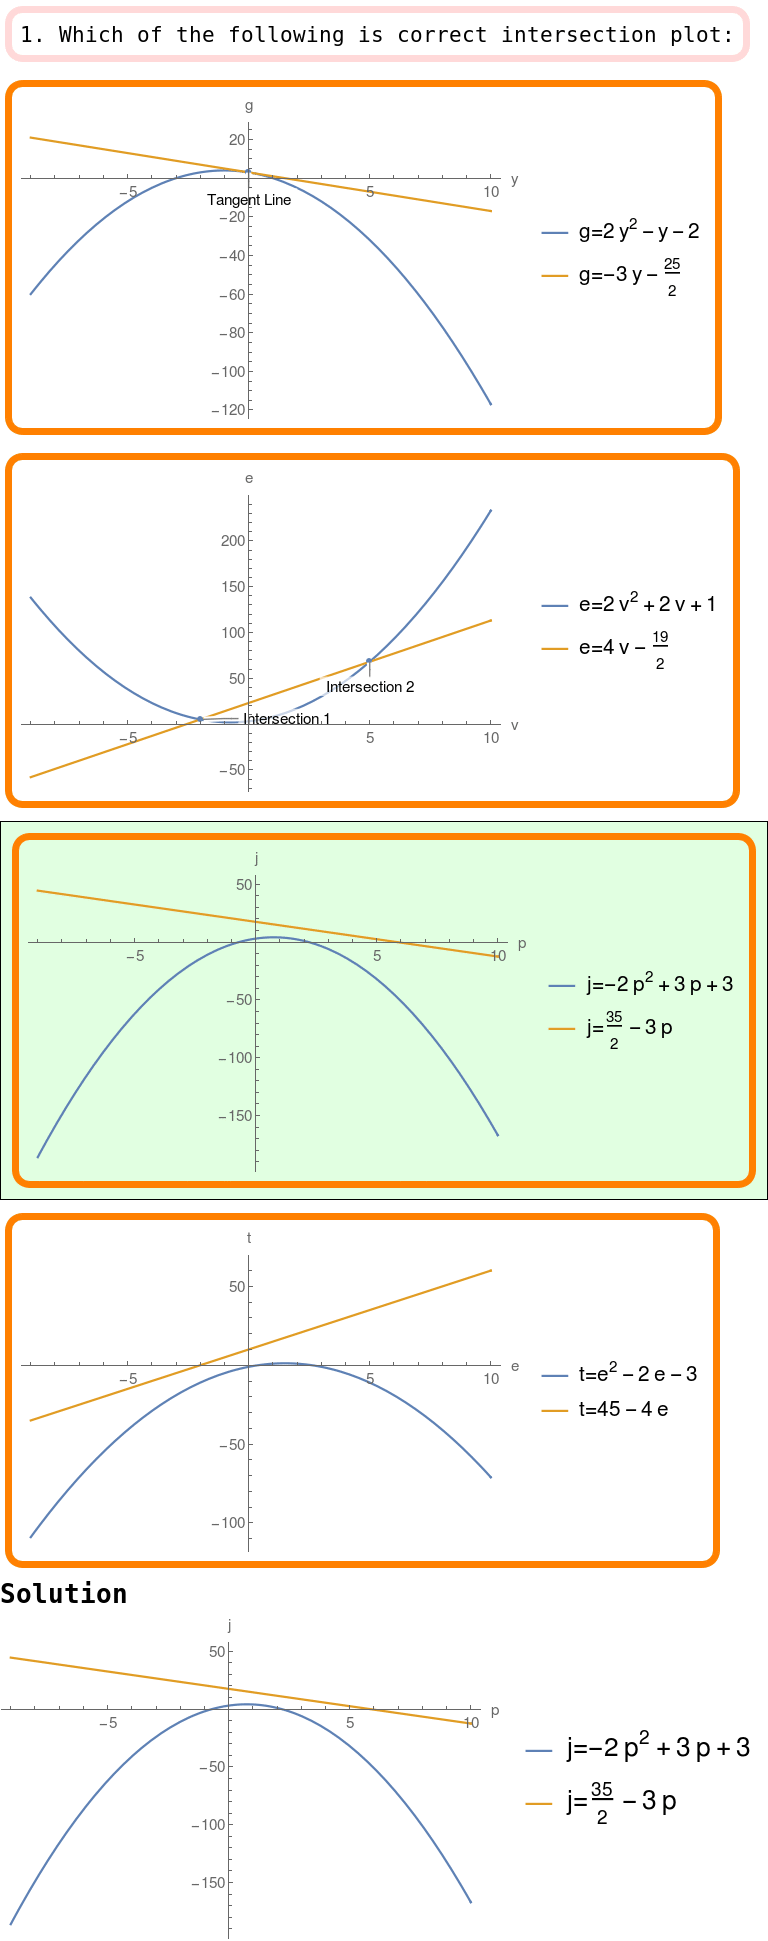 1. Which of the following is correct intersection plot:
g
20
-5 5 10 y
Tangent Line
-20
-40
-60
-80
-100
-120
g=2 y² − y − 2
g=−3 y − 25/2
e
200
150
100
50
Intersection 2
Intersection 1
-5 5 10 v
-50
e=2 v² + 2 v + 1
e=4 v − 19/2
j
50
-5 5 10 p
-50
-100
-150
j=−2 p² + 3 p + 3
j=35/2 − 3 p
t
50
-5 5 10 e
-50
-100
t=e² − 2 e − 3
t=45 − 4 e
Solution
j
50
-5 5 10 p
-50
-100
-150
j=−2 p² + 3 p + 3
j=35/2 − 3 p